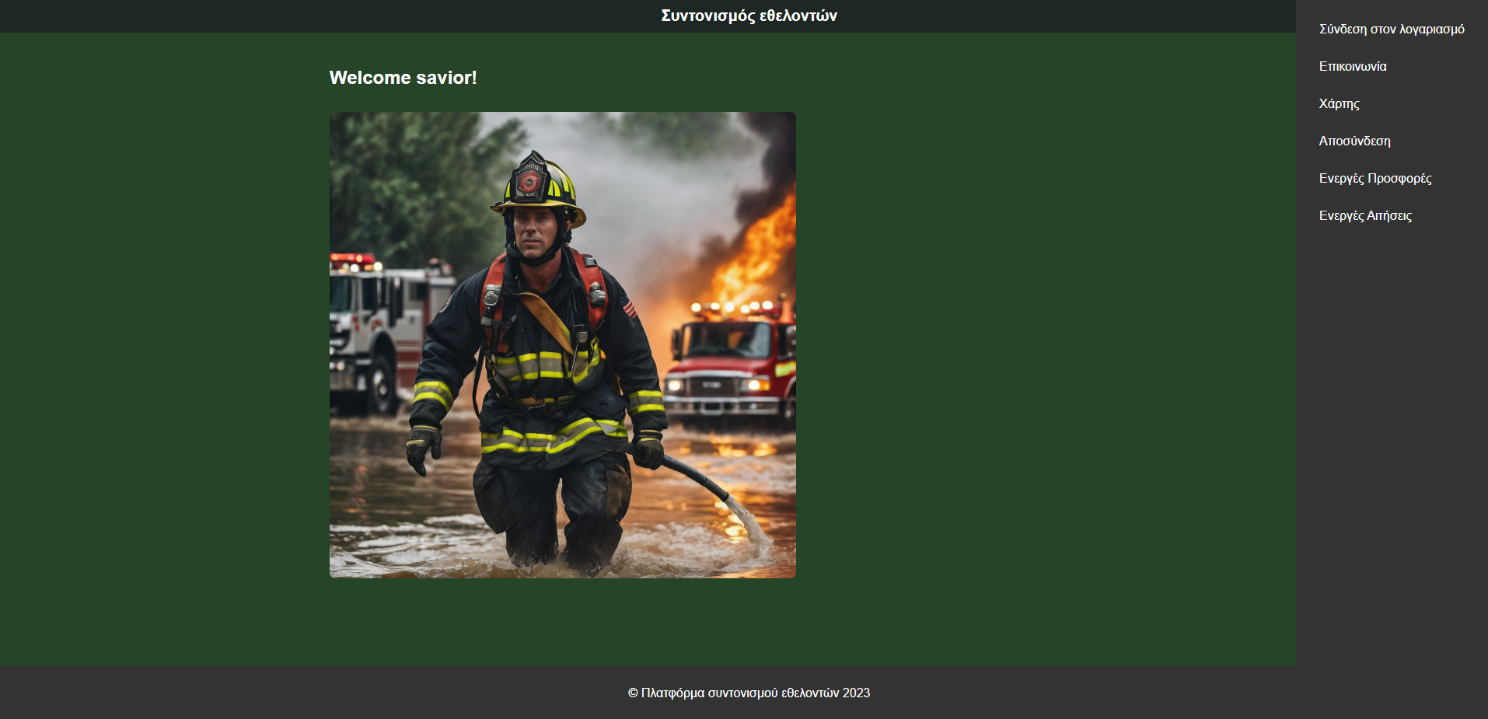 Συντονισμός εθελοντών
Σύνδεση στον λογαριασμό
Επικοινωνία
Χάρτης
Αποσύνδεση
Ενεργές Προσφορές
Ενεργές Αιτήσεις
Welcome savior!
© Πλατφόρμα συντονισμού εθελοντών 2023